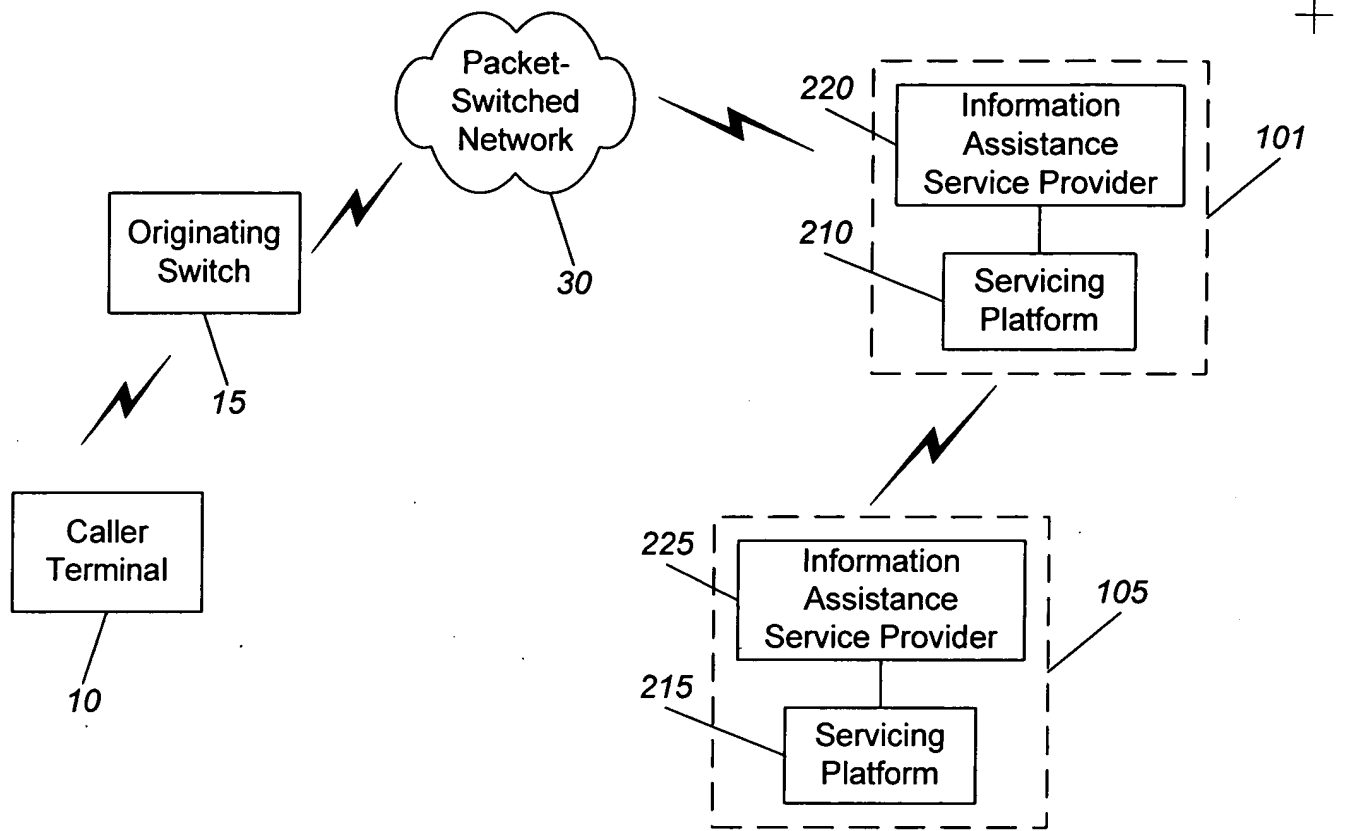 Packet-
Switched
Network
30
Originating
Switch
15
Caller
Terminal
10
220
Information
Assistance
Service Provider
101
210
Servicing
Platform
225
Information
Assistance
Service Provider
105
215
Servicing
Platform